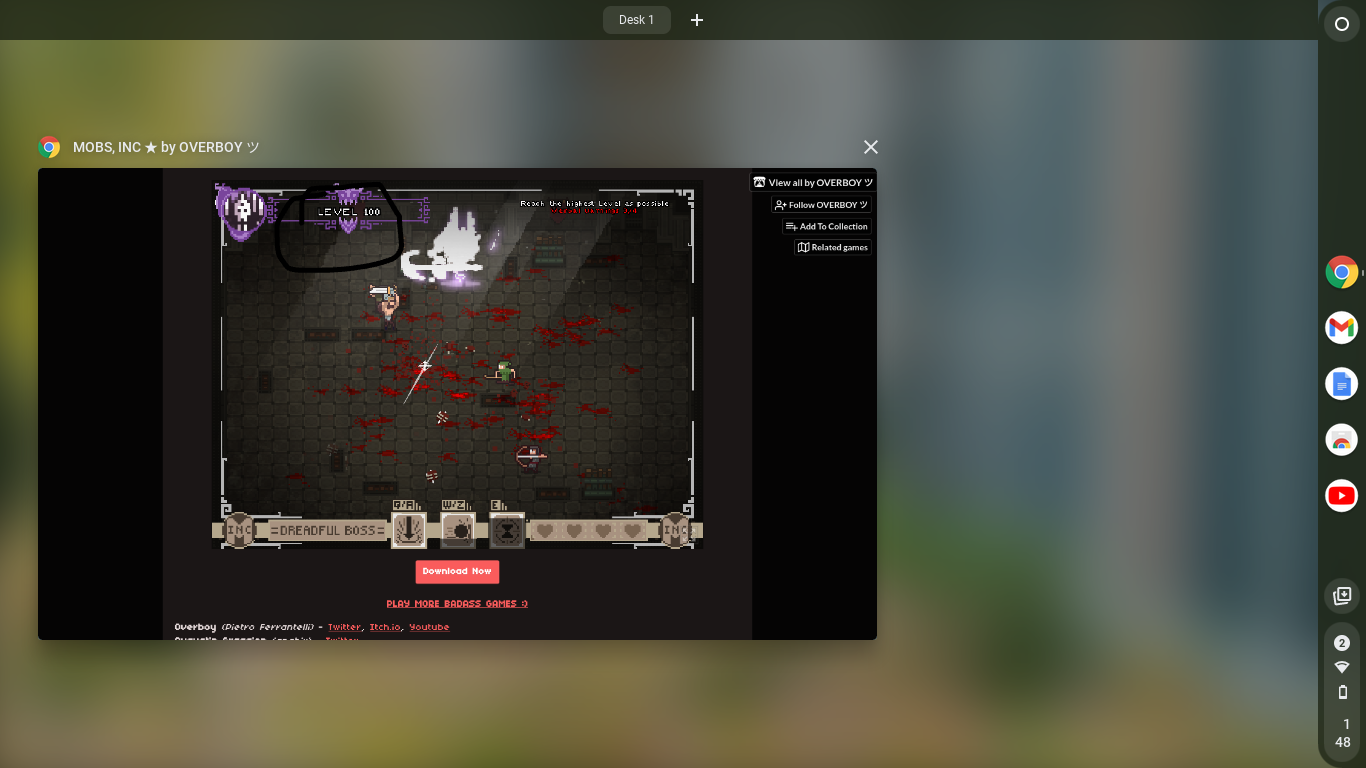 Desk 1 +
MOBS, INC ★ by OVERBOY ツ
View all by OVERBOY ツ
Follow OVERBOY ツ
Add To Collection
Related games
LEVEL 100
Reach the highest Level as possible
Q/A
W/Z
E
INC
=DREADFUL BOSS=
INC
Download Now
PLAY MORE BADASS GAMES :)
Overboy (Pietro Ferrantelli) - Twitter, Itch.io, Youtube
2
1
48